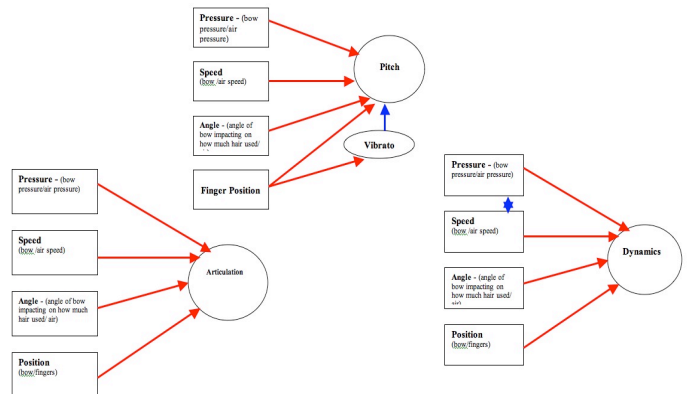 Pressure - (bow
pressure/air
pressure)
Speed
(bow /air speed)
Angle - (angle of
bow impacting on
how much hair used/
Finger Position
Pitch
Vibrato
Pressure - (bow
pressure/air pressure)
Speed
(bow /air speed)
Angle - (angle of bow
impacting on how much
hair used/ air)
Position
(bow/fingers)
Articulation
Pressure - (bow
pressure/air pressure)
Speed
(bow /air speed)
Angle - (angle of
bow impacting on
how much hair used/
air)
Position
(bow/fingers)
Dynamics